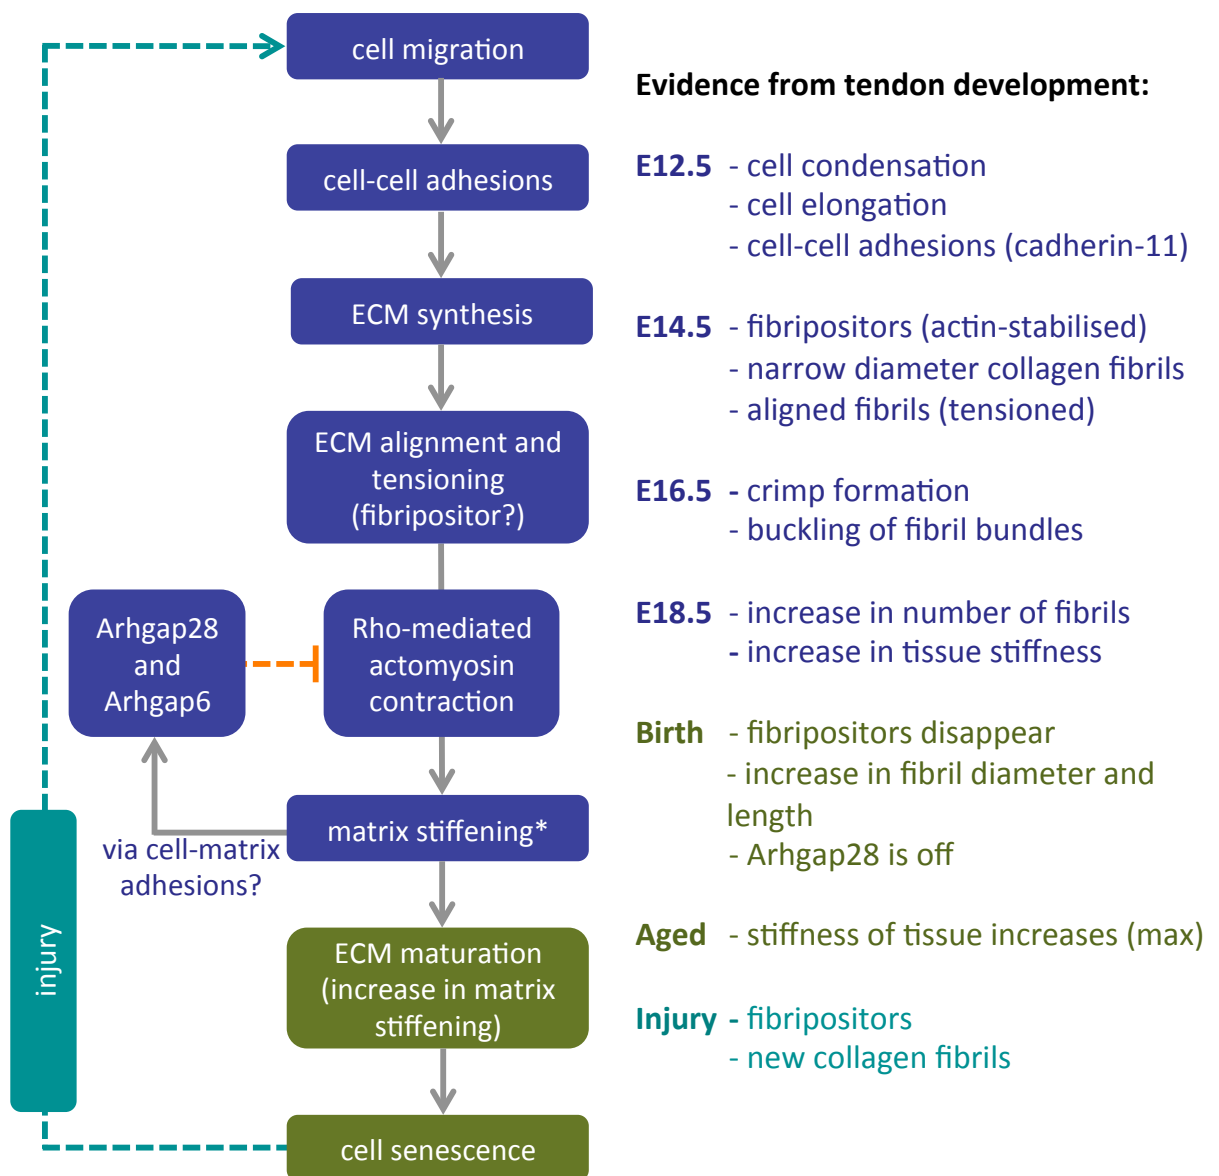 cell migration
cell-cell adhesions
ECM synthesis
ECM alignment and
tensioning
(fibripositor?)
Arhgap28
and
Arhgap6
Rho-mediated
actomyosin
contraction
matrix stiffening*
via cell-matrix
adhesions?
injury
ECM maturation
(increase in matrix
stiffening)
cell senescence
Evidence from tendon development:
E12.5 - cell condensation
- cell elongation
- cell-cell adhesions (cadherin-11)
E14.5 - fibripositors (actin-stabilised)
- narrow diameter collagen fibrils
- aligned fibrils (tensioned)
E16.5 - crimp formation
- buckling of fibril bundles
E18.5 - increase in number of fibrils
- increase in tissue stiffness
Birth - fibripositors disappear
- increase in fibril diameter and
length
- Arhgap28 is off
Aged - stiffness of tissue increases (max)
Injury - fibripositors
- new collagen fibrils